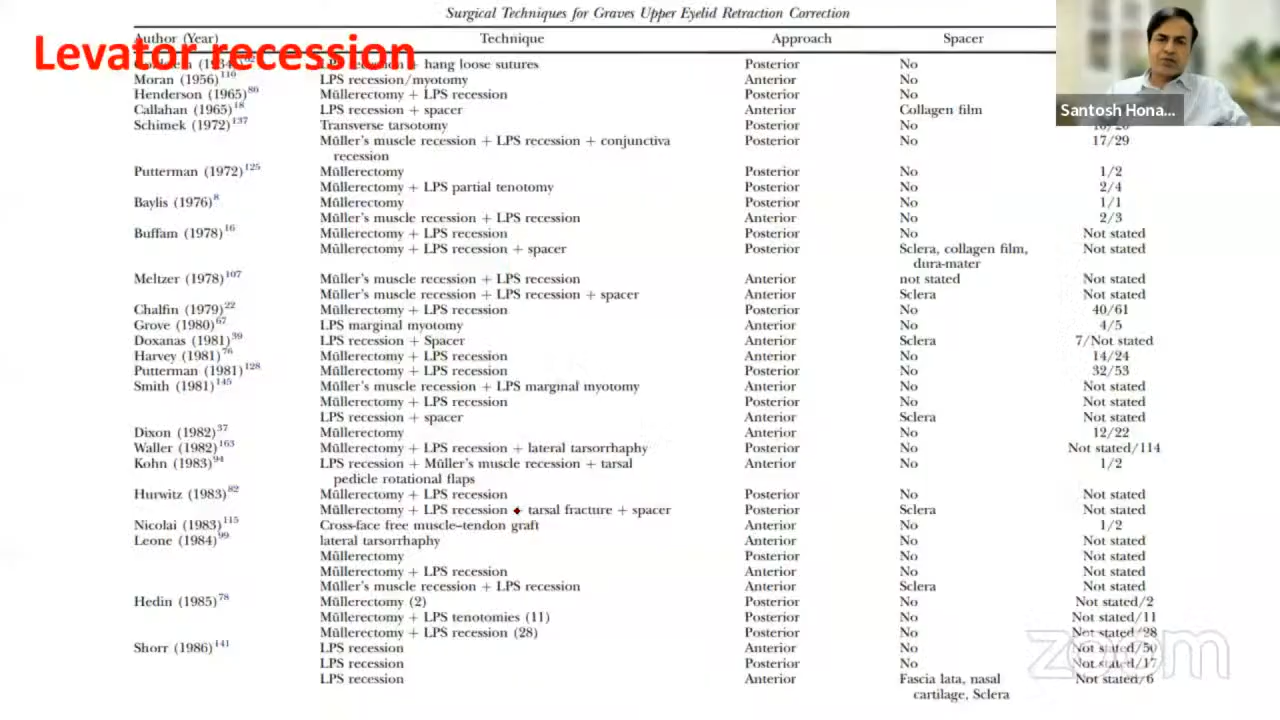 Surgical Techniques for Graves Upper Eyelid Retraction Correction
Author (Year) Technique Approach Spacer
Levator recession
hang loose sutures Posterior No
Moran (1956)110 LPS recession/myotomy Anterior No
Henderson (1965)80 Müllerectomy + LPS recession Posterior No
Callahan (1965)18 LPS recession + spacer Anterior Collagen film
Santosh Hona...
Schimek (1972)137 Transverse tarsotomy Posterior No
Müller's muscle recession + LPS recession + conjunctiva Posterior No 17/29
recession
Putterman (1972)125 Müllerectomy Posterior No 1/2
Müllerectomy + LPS partial tenotomy Posterior No 2/4
Baylis (1976)8 Müllerectomy Posterior No 1/1
Müller's muscle recession + LPS recession Anterior No 2/3
Buffam (1978)16 Müllerectomy + LPS recession Posterior No Not stated
Müllerectomy + LPS recession + spacer Posterior Sclera, collagen film, Not stated
dura-mater
Meltzer (1978)107 Müller's muscle recession + LPS recession Anterior not stated Not stated
Müller's muscle recession + LPS recession + spacer Anterior Sclera Not stated
Chalfin (1979)22 Müllerectomy + LPS recession Posterior No 40/61
Grove (1980)67 LPS marginal myotomy Anterior No 4/5
Doxanas (1981)39 LPS recession + Spacer Anterior Sclera 7/Not stated
Harvey (1981)76 Müllerectomy + LPS recession Anterior No 14/24
Putterman (1981)128 Müllerectomy + LPS recession Posterior No 32/53
Smith (1981)145 Müller's muscle recession + LPS marginal myotomy Anterior No Not stated
Müllerectomy + LPS recession Posterior No Not stated
LPS recession + spacer Anterior Sclera Not stated
Dixon (1982)37 Müllerectomy Anterior No 12/22
Waller (1982)163 Müllerectomy + LPS recession + lateral tarsorrhaphy Posterior No Not stated/114
Kohn (1983)94 LPS recession + Müller's muscle recession + tarsal Anterior No 1/2
pedicle rotational flaps
Hurwitz (1983)82 Müllerectomy + LPS recession Posterior No Not stated
Müllerectomy + LPS recession + tarsal fracture + spacer Posterior Sclera Not stated
Nicolai (1983)115 Cross-face free muscle–tendon graft Anterior No 1/2
Leone (1984)99 lateral tarsorrhaphy Anterior No Not stated
Müllerectomy Posterior No Not stated
Müllerectomy + LPS recession Anterior No Not stated
Müller's muscle recession + LPS recession Anterior Sclera Not stated
Hedin (1985)78 Müllerectomy (2) Posterior No Not stated/2
Müllerectomy + LPS tenotomies (11) Posterior No Not stated/11
Müllerectomy + LPS recession (28) Posterior No Not stated/28
Shorr (1986)141 LPS recession Anterior No Not stated/50
LPS recession Posterior No Not stated/17
LPS recession Anterior Fascia lata, nasal Not stated/6
cartilage, Sclera
zoom